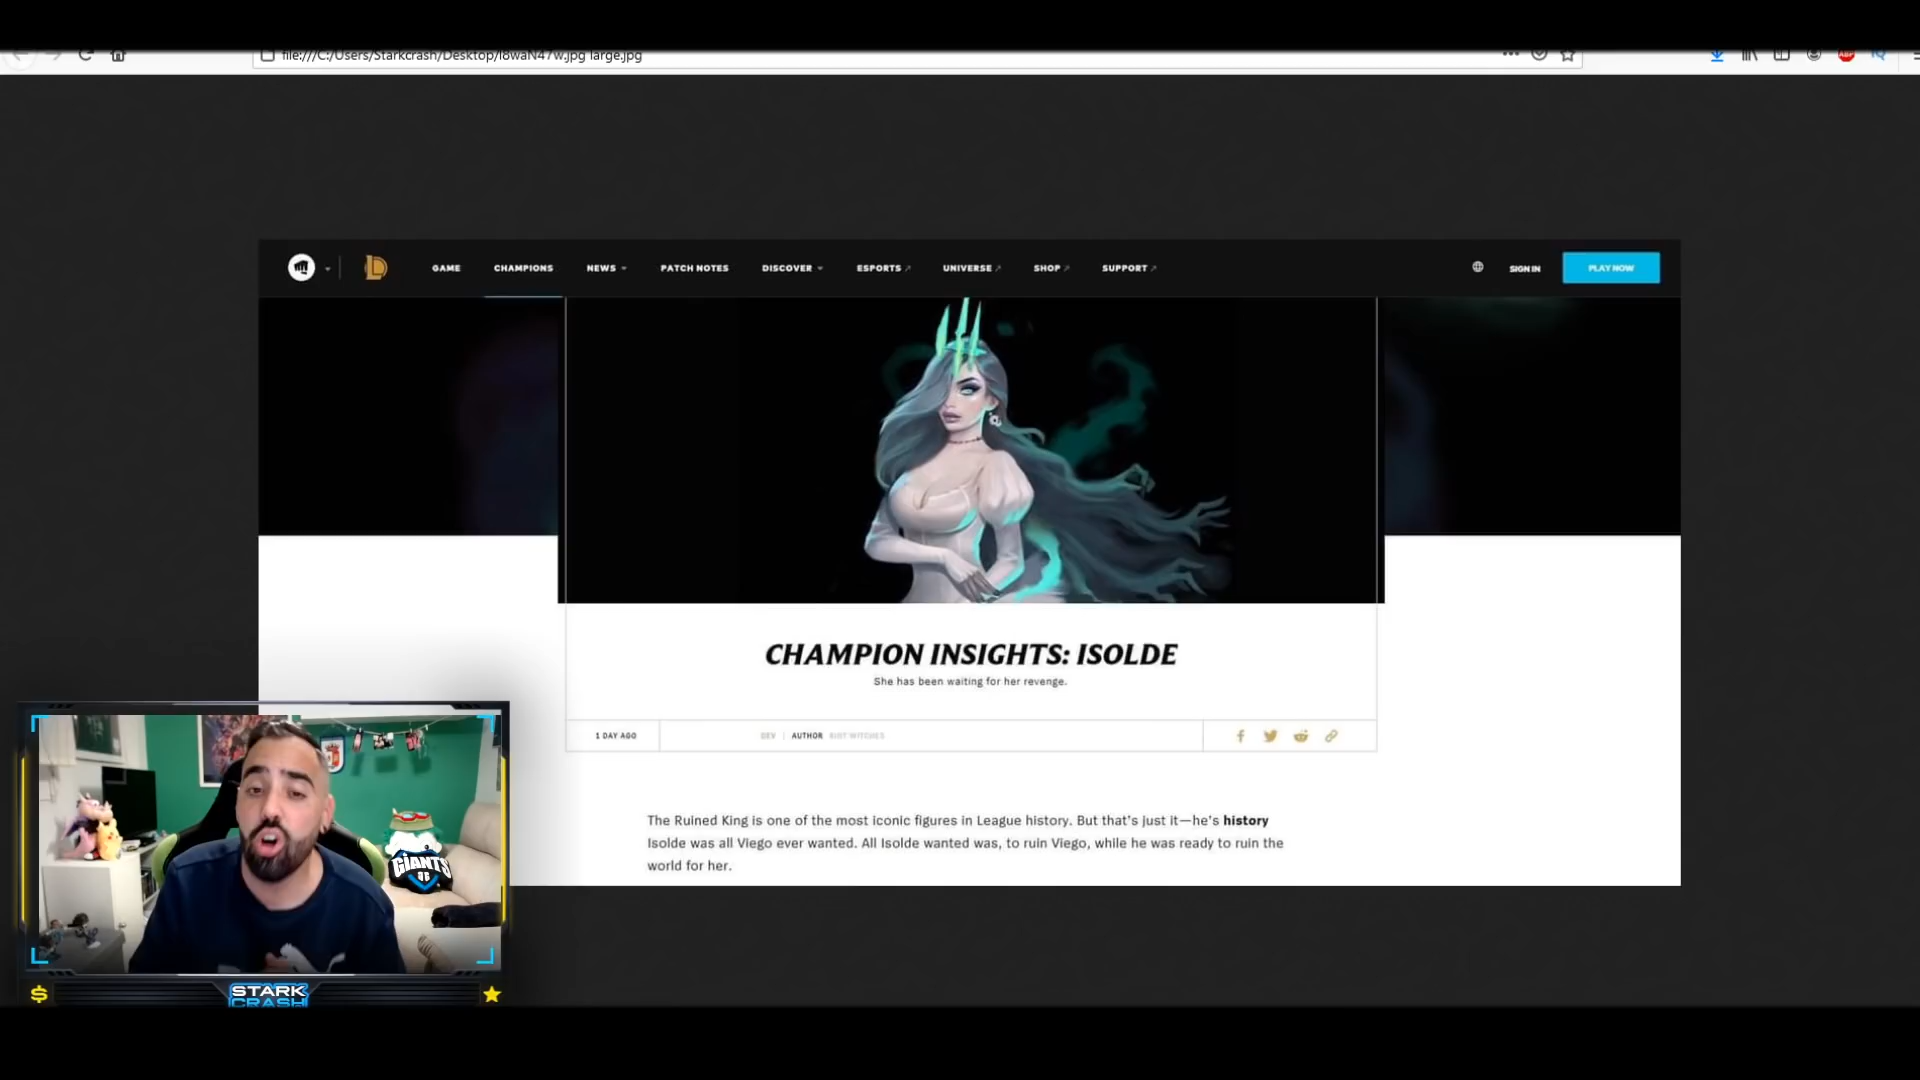 file:///C:/Users/Starkcrash/Desktop/I8waN47w.jpg large.jpg
GAME CHAMPIONS NEWS PATCH NOTES DISCOVER ESPORTS UNIVERSE SHOP SUPPORT SIGN IN PLAY NOW
CHAMPION INSIGHTS: ISOLDE
She has been waiting for her revenge.
1 DAY AGO DEV | AUTHOR RIOT WITCHES
The Ruined King is one of the most iconic figures in League history. But that's just it—he's history
Isolde was all Viego ever wanted. All Isolde wanted was, to ruin Viego, while he was ready to ruin the
world for her.
GIANTS
STARK
CRASH